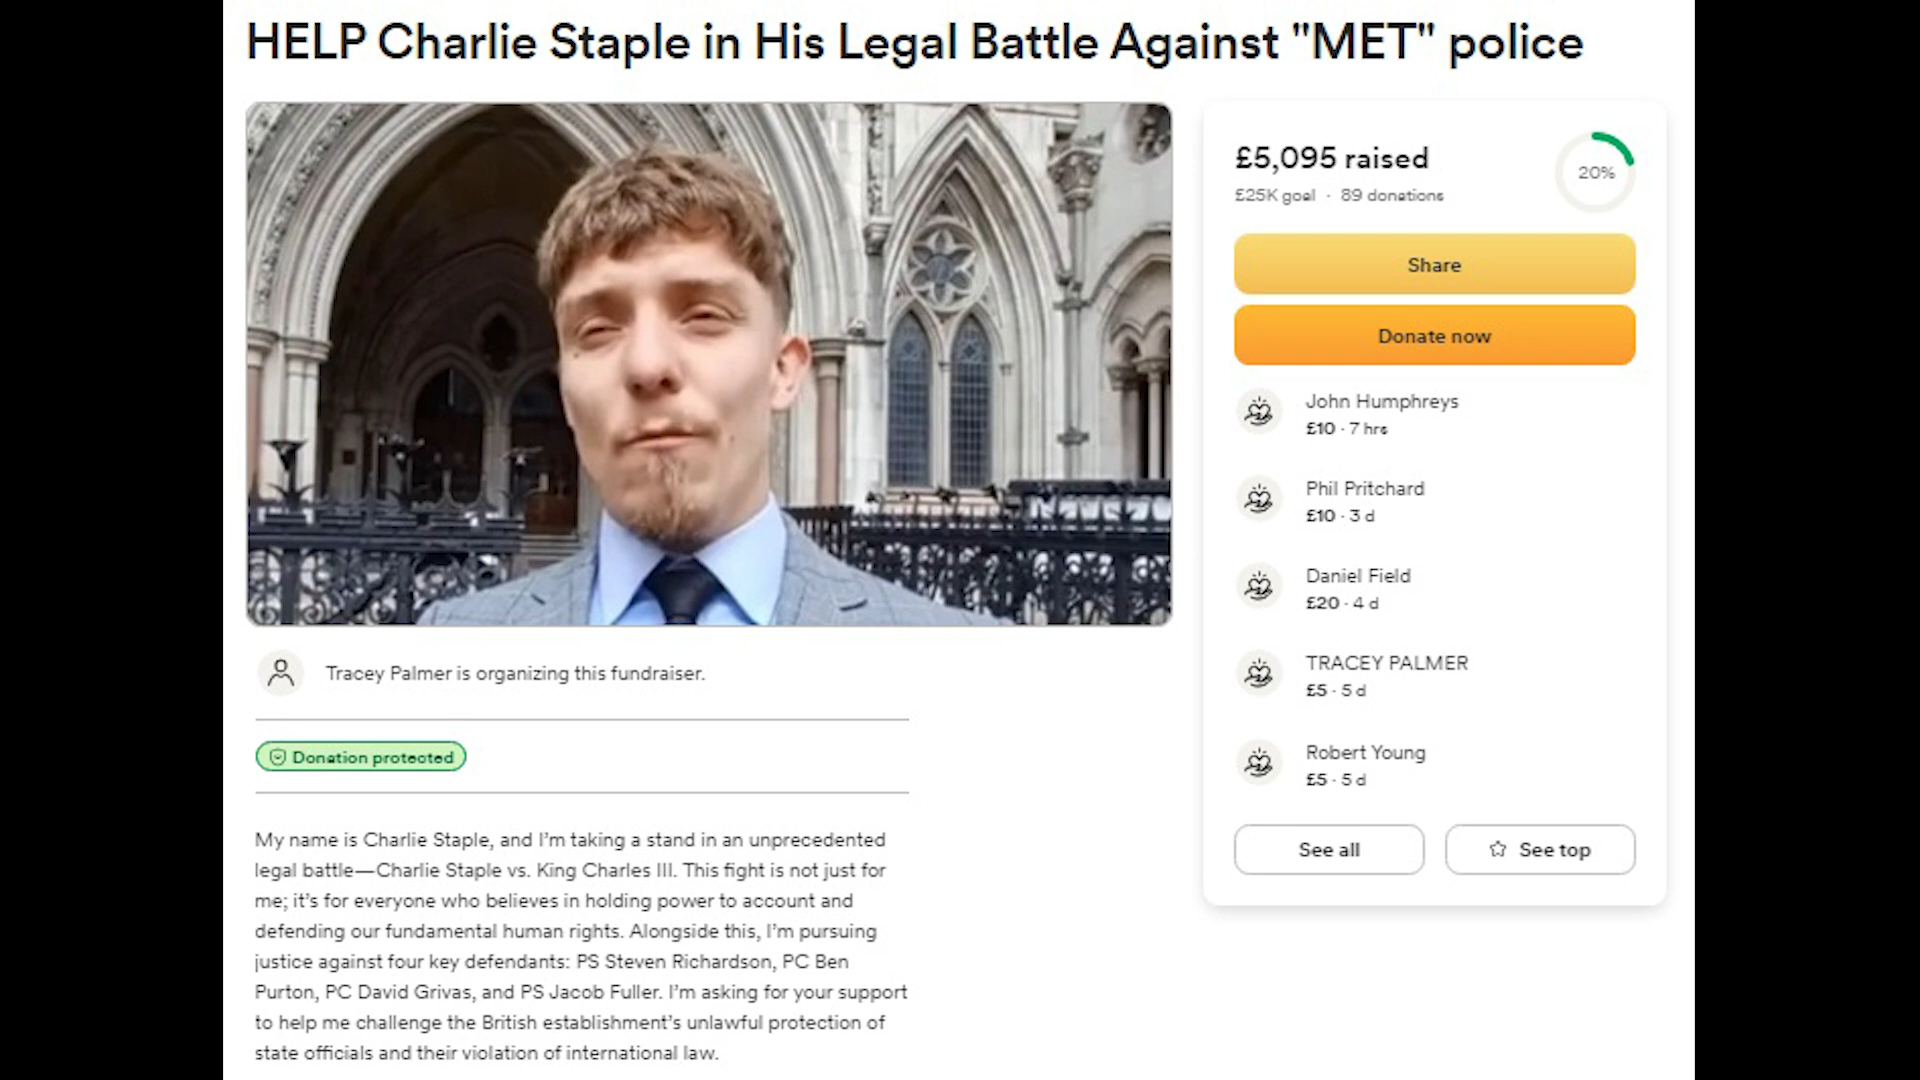 HELP Charlie Staple in His Legal Battle Against "MET" police
£5,095 raised
£25K goal · 89 donations
20%
Share
Donate now
John Humphreys
£10 · 7 hrs
Phil Pritchard
£10 · 3 d
Daniel Field
£20 · 4 d
TRACEY PALMER
£5 · 5 d
Robert Young
£5 · 5 d
See all
See top
Tracey Palmer is organizing this fundraiser.
Donation protected
My name is Charlie Staple, and I'm taking a stand in an unprecedented
legal battle—Charlie Staple vs. King Charles III. This fight is not just for
me; it's for everyone who believes in holding power to account and
defending our fundamental human rights. Alongside this, I'm pursuing
justice against four key defendants: PS Steven Richardson, PC Ben
Purton, PC David Grivas, and PS Jacob Fuller. I'm asking for your support
to help me challenge the British establishment's unlawful protection of
state officials and their violation of international law.